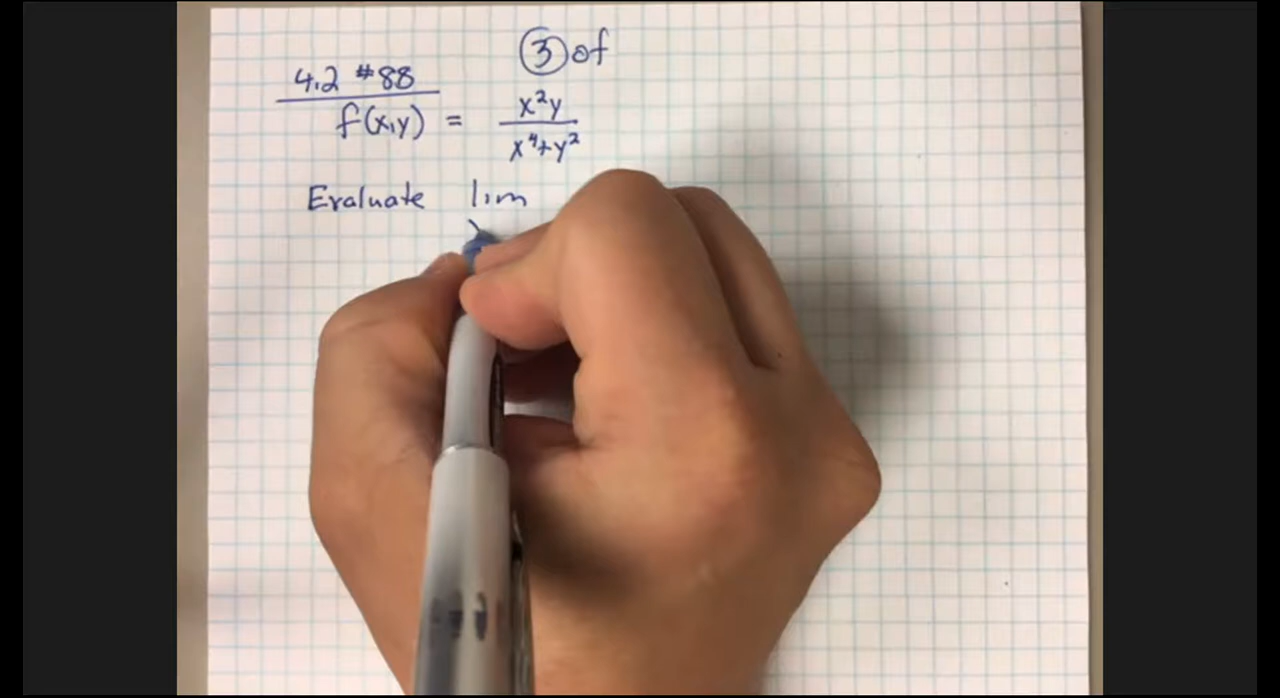 ③ of
4.2 #88
f(x,y) = x²y / x⁴+y²
Evaluate lim